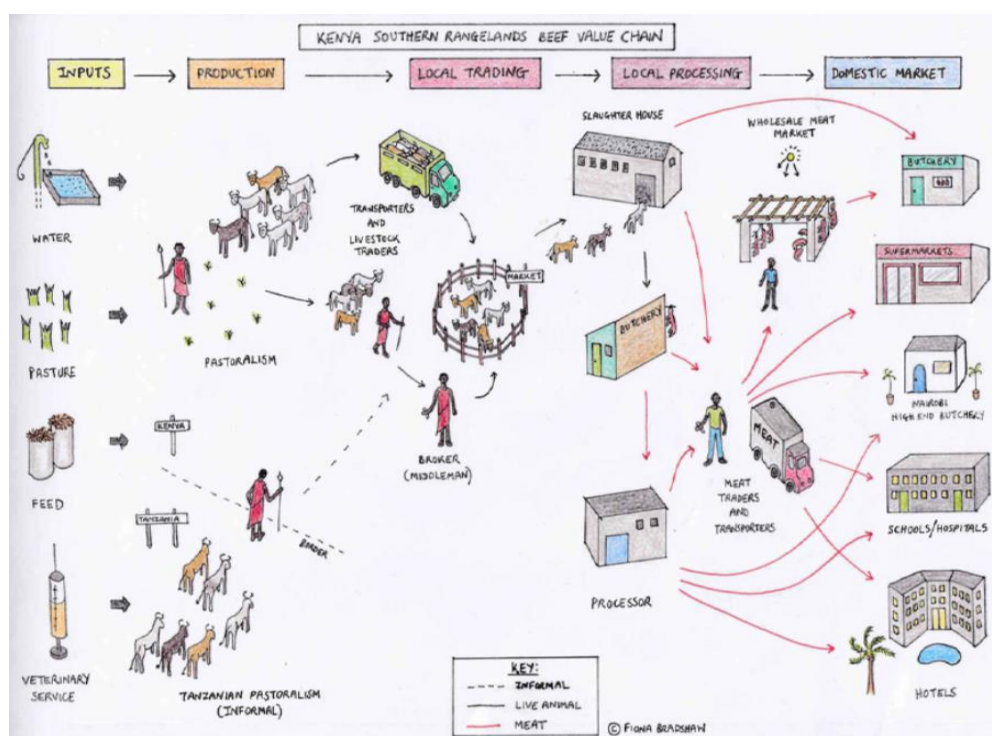 KENYA SOUTHERN RANGELANDS BEEF VALUE CHAIN
INPUTS
PRODUCTION
LOCAL TRADING
LOCAL PROCESSING
DOMESTIC MARKET
SLAUGHTER HOUSE
WHOLESALE MEAT
MARKET
BUTCHERY
WATER
TRANSPORTERS
AND
LIVESTOCK
TRADERS
MARKET
SUPERMARKETS
PASTURE
PASTORALISM
BUTCHERY
NAIROBI
HIGH END BUTCHERY
KENYA
BROKER
(MIDDLEMAN)
MEAT
MEAT
TRADERS
AND
TRANSPORTERS
FEED
TANZANIA
BORDER
SCHOOLS/HOSPITALS
PROCESSOR
VETERINARY
SERVICE
TANZANIAN PASTORALISM
(INFORMAL)
KEY:
INFORMAL
LIVE ANIMAL
MEAT
HOTELS
© FIONA BRADSHAW